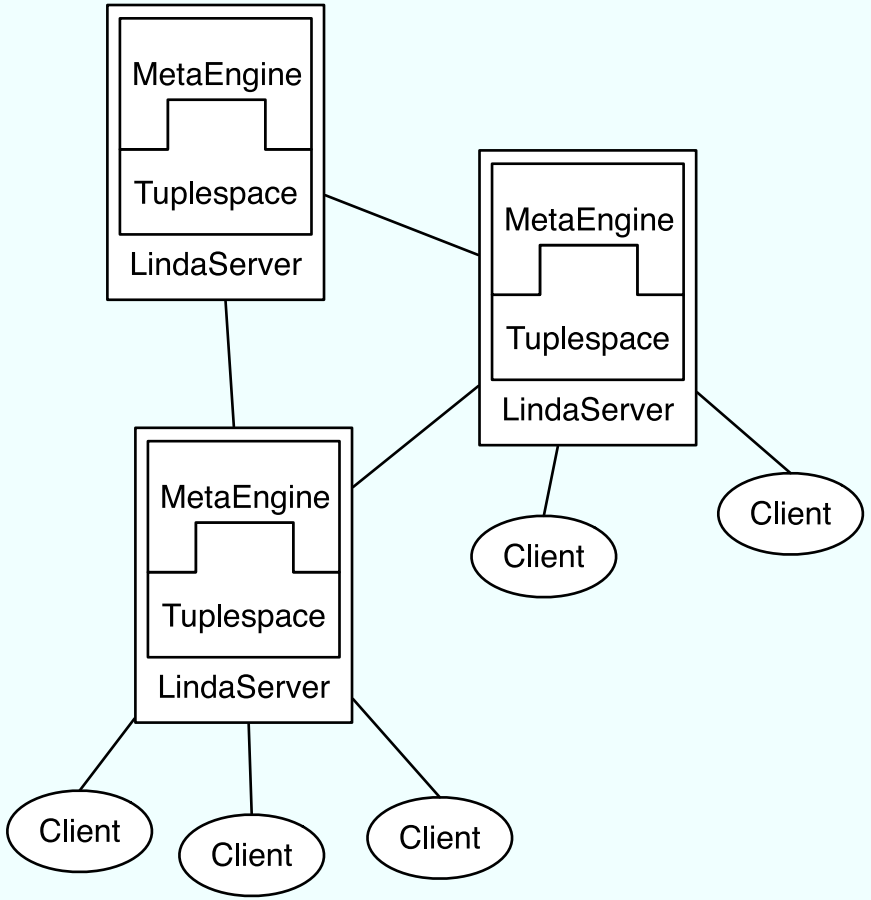 MetaEngine
Tuplespace
LindaServer
MetaEngine
Tuplespace
LindaServer
MetaEngine
Tuplespace
LindaServer
Client
Client
Client
Client
Client